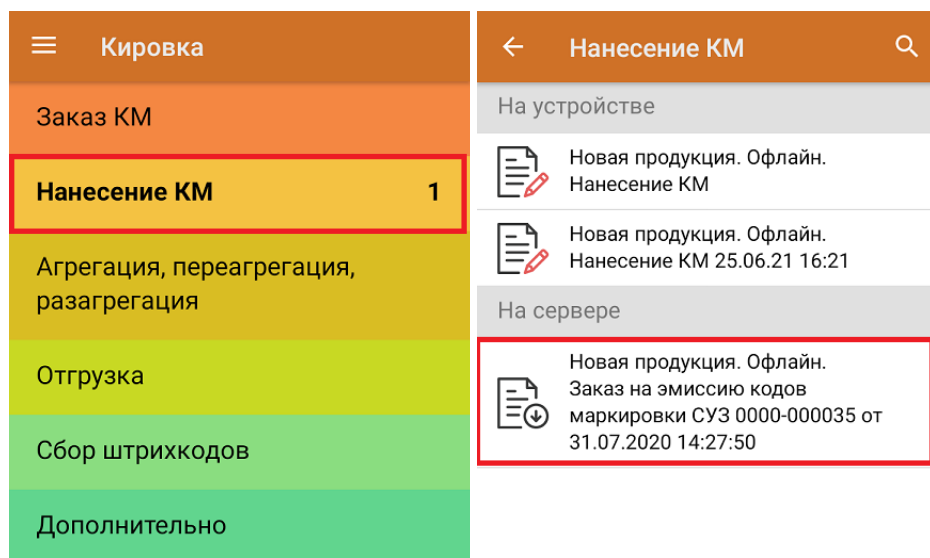 Кировка
Заказ КМ
Нанесение КМ 1
Агрегация, переагрегация,
разагрегация
Отгрузка
Сбор штрихкодов
Дополнительно
Нанесение КМ
На устройстве
Новая продукция. Офлайн.
Нанесение КМ
Новая продукция. Офлайн.
Нанесение КМ 25.06.21 16:21
На сервере
Новая продукция. Офлайн.
Заказ на эмиссию кодов
маркировки СУЗ 0000-000035 от
31.07.2020 14:27:50